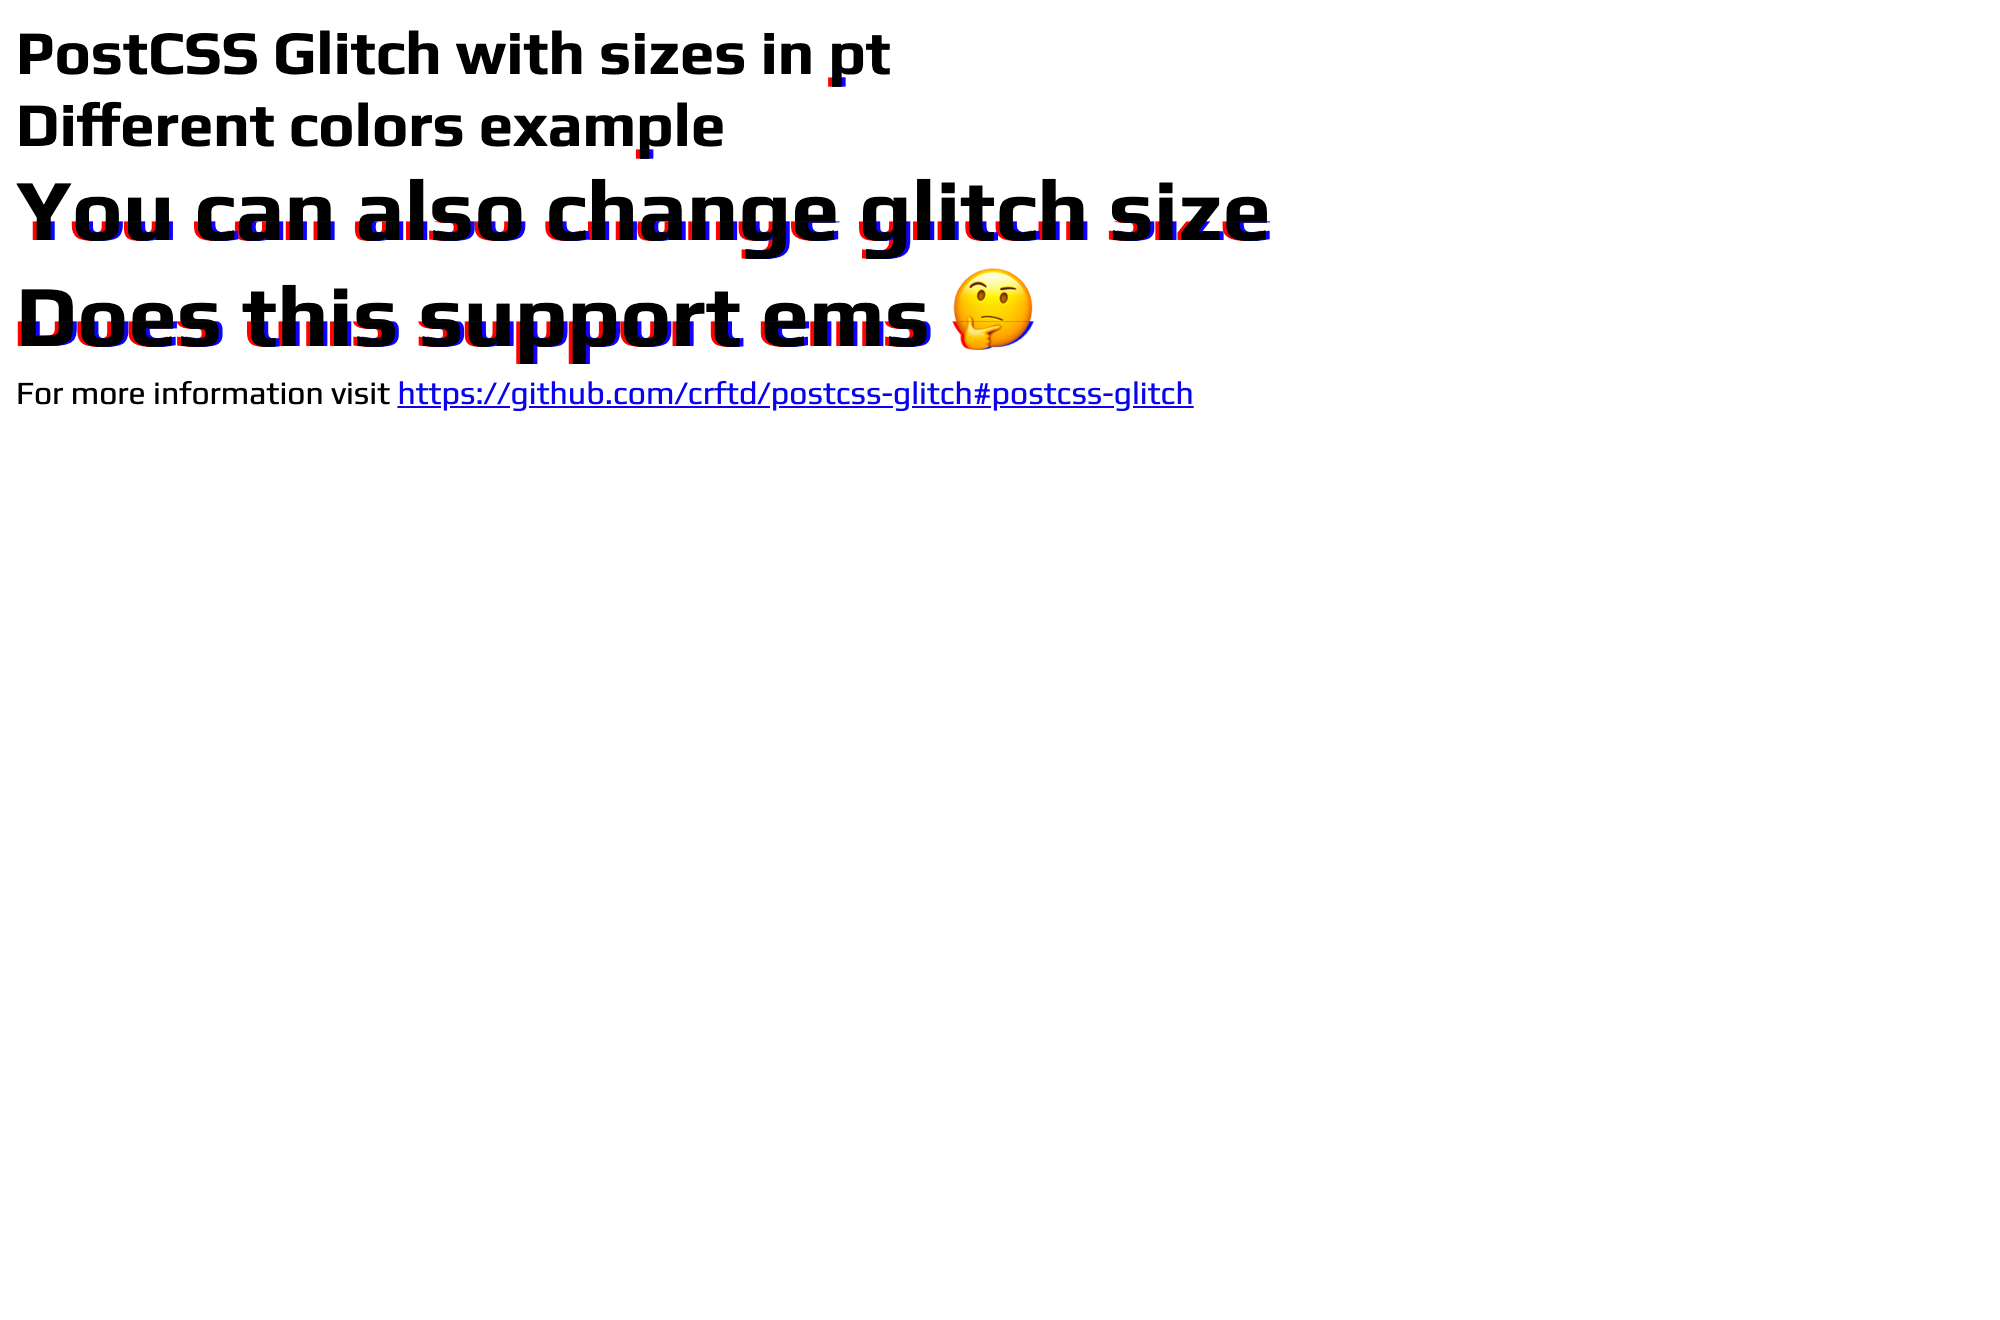 PostCSS Glitch with sizes in pt
Different colors example
You can also change glitch size
Does this support ems 🤔
For more information visit https://github.com/crftd/postcss-glitch#postcss-glitch